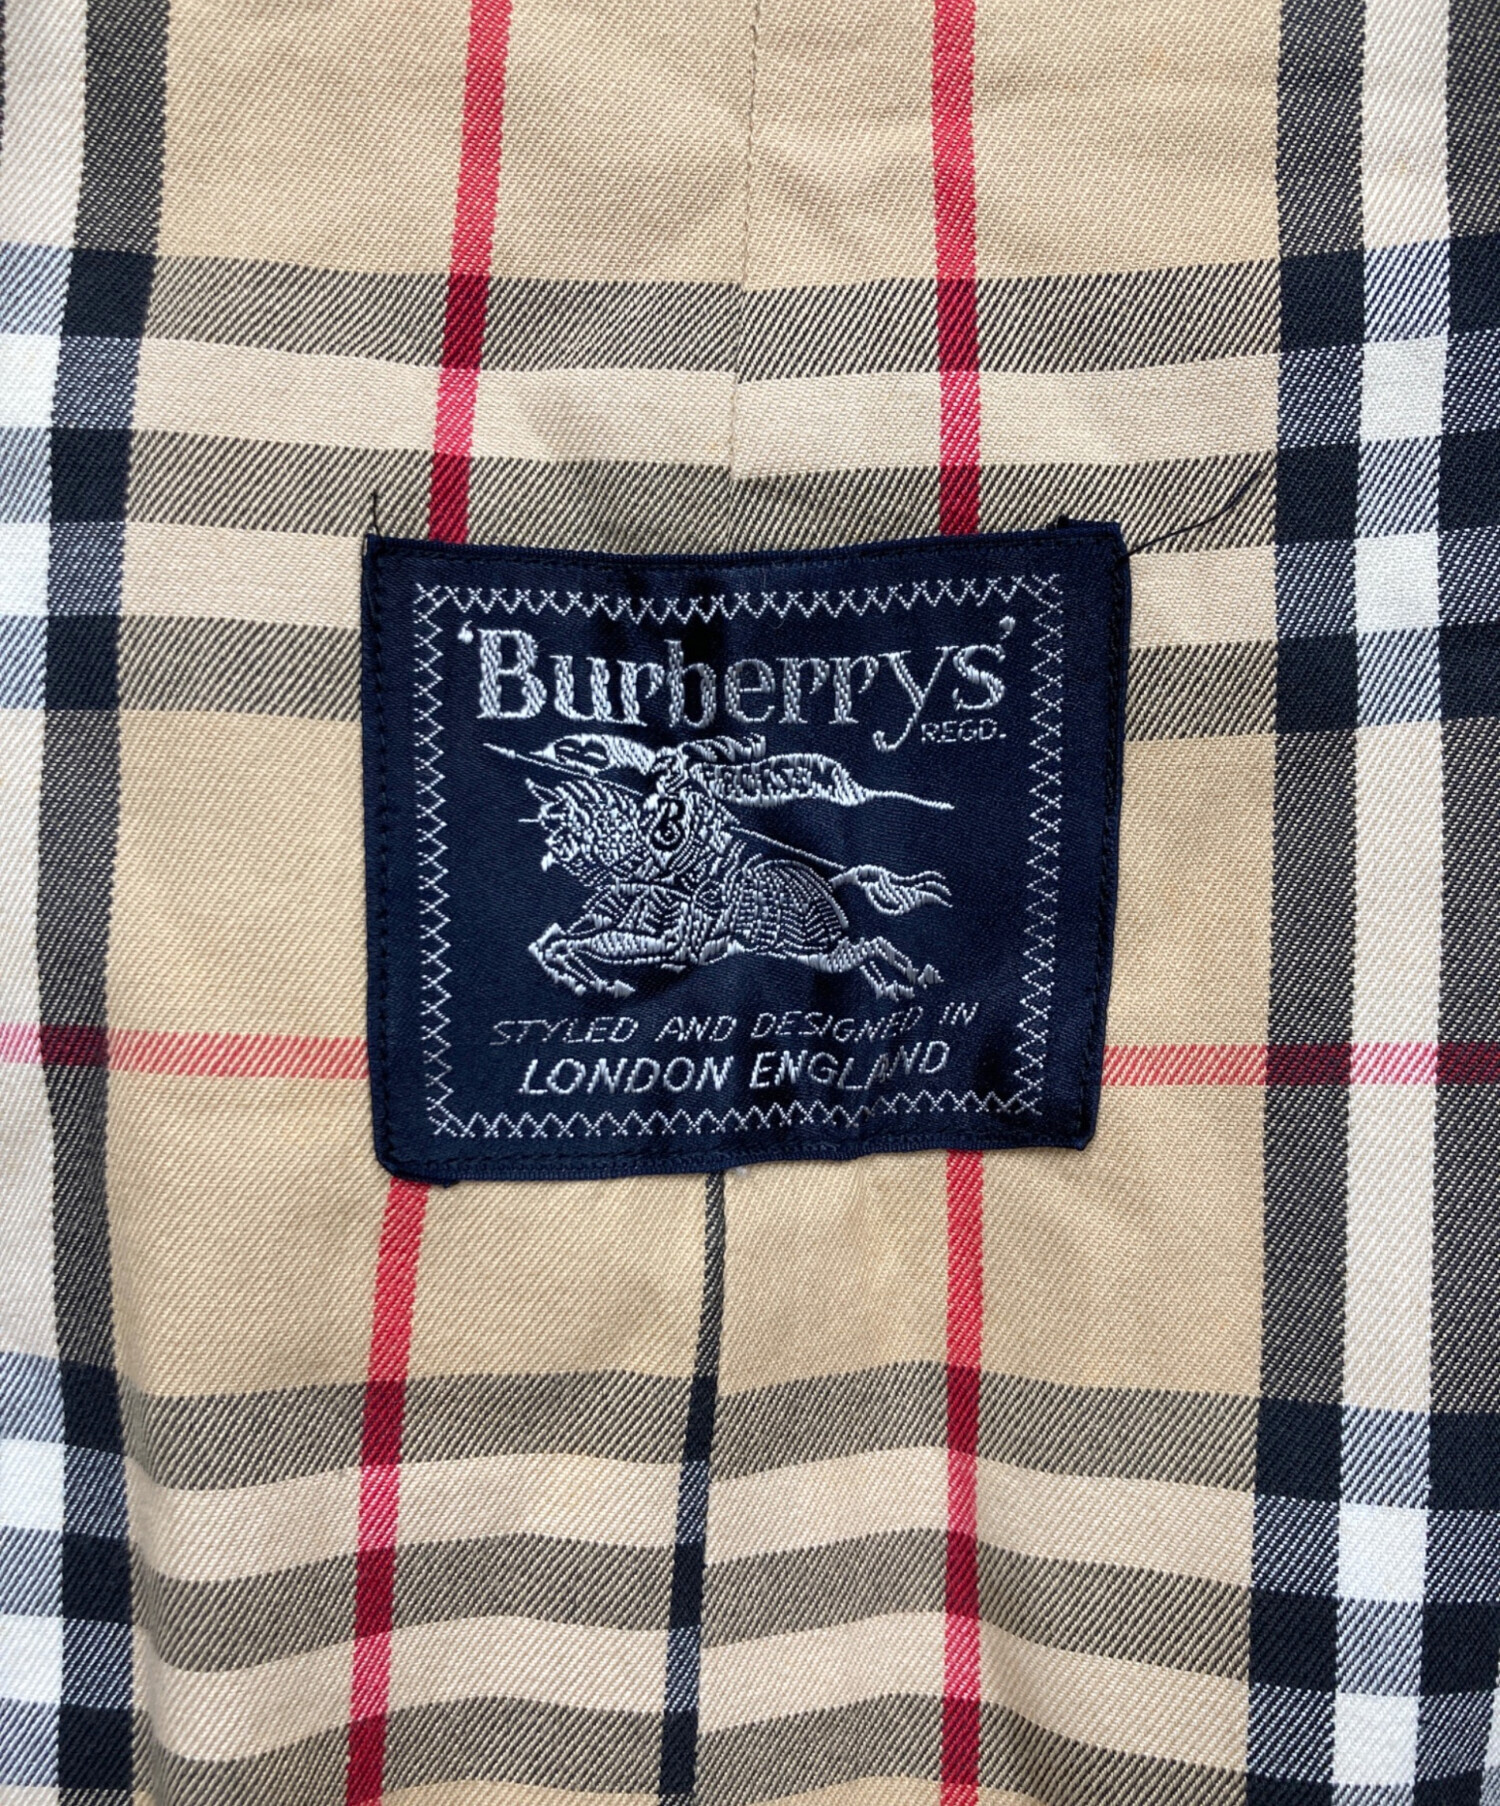 'Burberrys'
REGD.
B
STYLED AND DESIGNED IN
LONDON ENGLAND